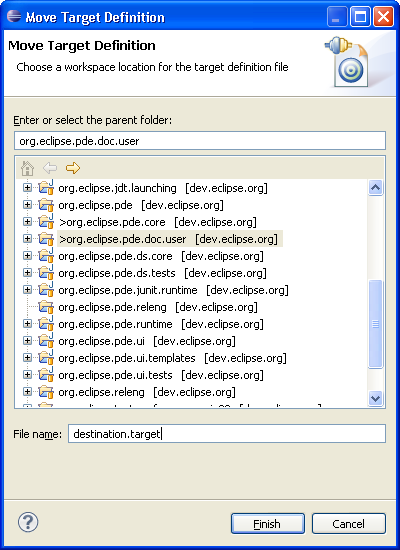 Move Target Definition
Move Target Definition
Choose a workspace location for the target definition file
Enter or select the parent folder:
org.eclipse.pde.doc.user
org.eclipse.jdt.launching [dev.eclipse.org]
org.eclipse.pde [dev.eclipse.org]
>org.eclipse.pde.core [dev.eclipse.org]
>org.eclipse.pde.doc.user [dev.eclipse.org]
org.eclipse.pde.ds.core [dev.eclipse.org]
org.eclipse.pde.ds.tests [dev.eclipse.org]
org.eclipse.pde.junit.runtime [dev.eclipse.org]
org.eclipse.pde.releng [dev.eclipse.org]
org.eclipse.pde.runtime [dev.eclipse.org]
org.eclipse.pde.ui [dev.eclipse.org]
org.eclipse.pde.ui.templates [dev.eclipse.org]
org.eclipse.pde.ui.tests [dev.eclipse.org]
org.eclipse.releng [dev.eclipse.org]
File name: destination.target
? Finish Cancel